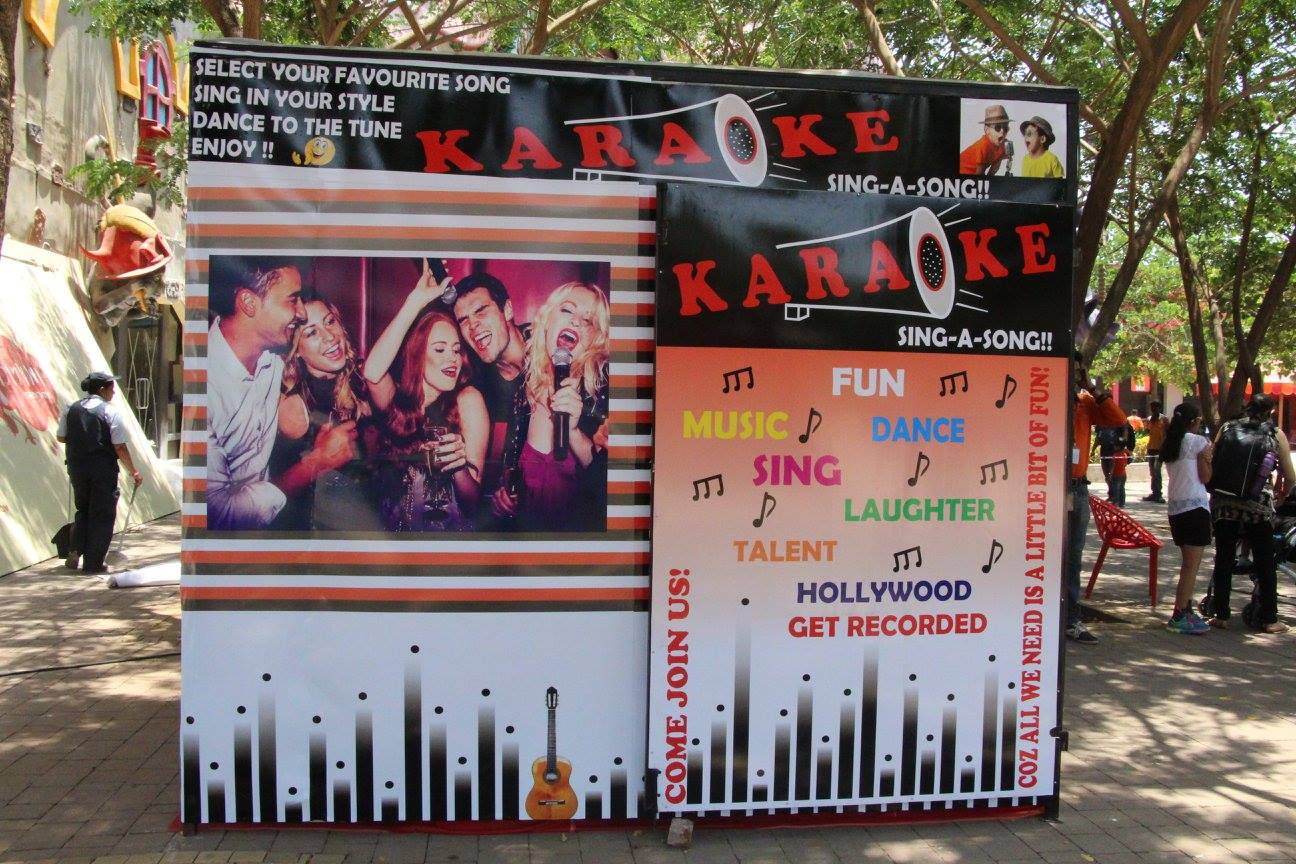 SELECT YOUR FAVOURITE SONG
SING IN YOUR STYLE
DANCE TO THE TUNE
ENJOY !!
KARAOKE
SING-A-SONG!!
KARAOKE
SING-A-SONG!!
FUN
MUSIC
DANCE
SING
LAUGHTER
TALENT
HOLLYWOOD
GET RECORDED
COME JOIN US!
COZ ALL WE NEED IS A LITTLE BIT OF FUN!